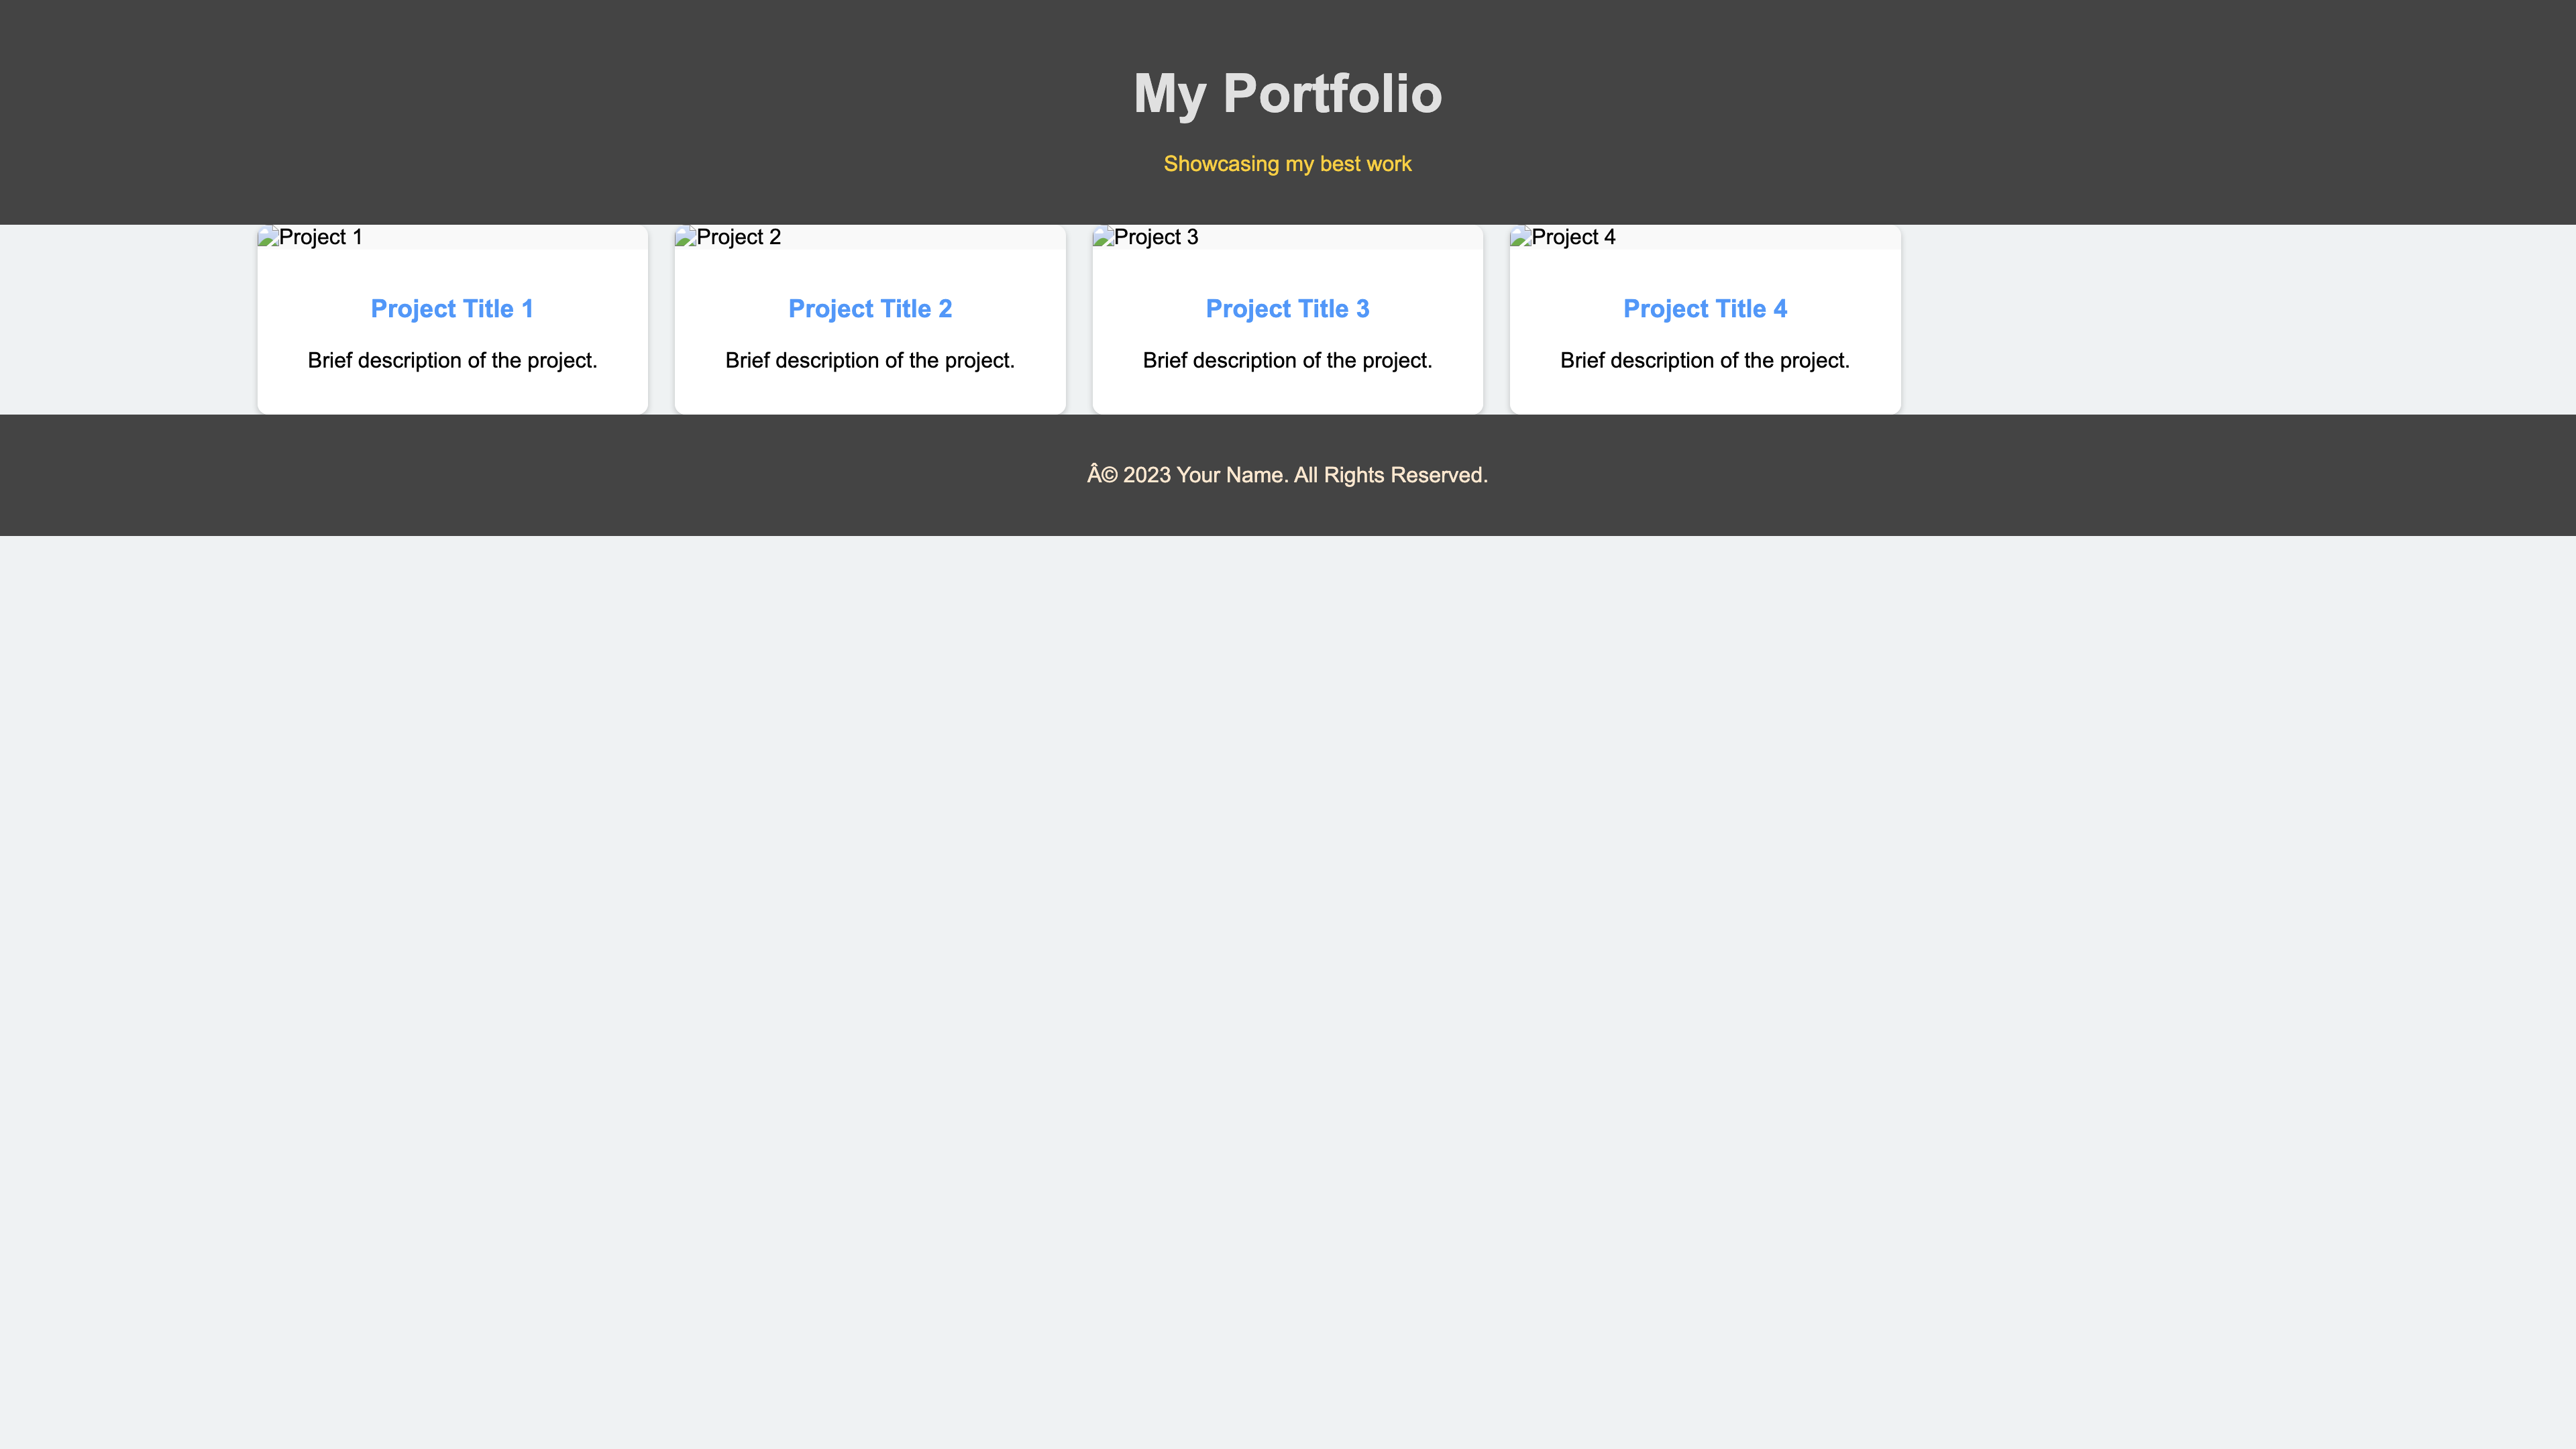 My Portfolio
Showcasing my best work
Project 1
Project 2
Project 3
Project 4
Project Title 1
Project Title 2
Project Title 3
Project Title 4
Brief description of the project.
Brief description of the project.
Brief description of the project.
Brief description of the project.
Â© 2023 Your Name. All Rights Reserved.